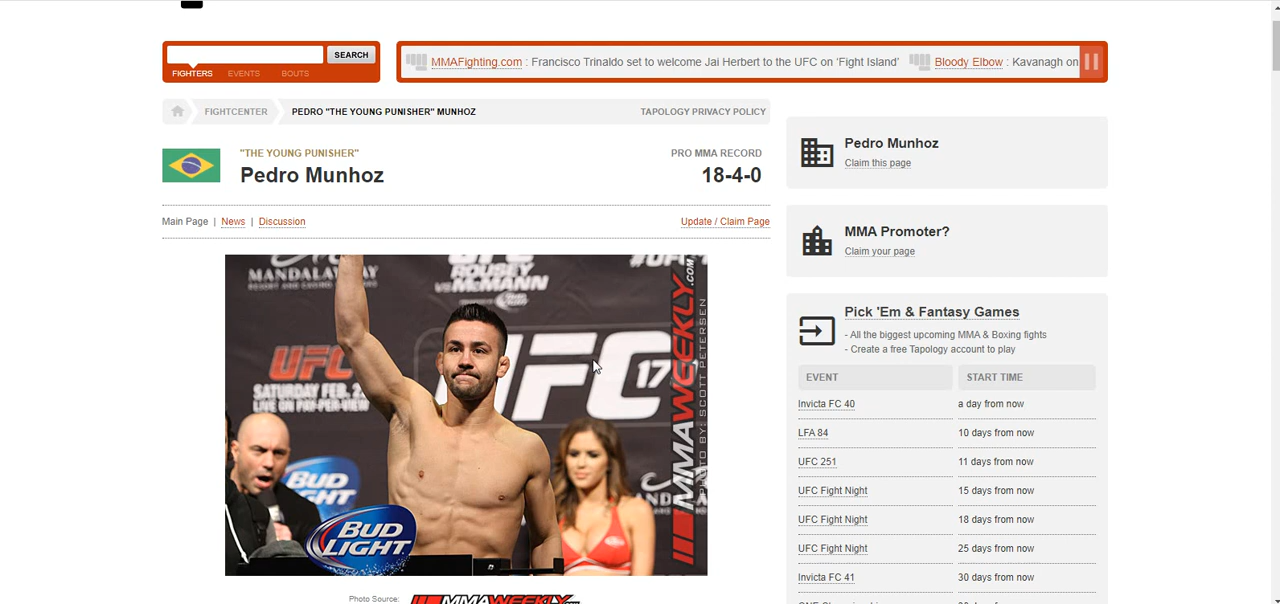 SEARCH
FIGHTERS
EVENTS
BOUTS
MMAFighting.com : Francisco Trinaldo set to welcome Jai Herbert to the UFC on 'Fight Island'
Bloody Elbow : Kavanagh on
FIGHTCENTER
PEDRO "THE YOUNG PUNISHER" MUNHOZ
TAPOLOGY PRIVACY POLICY
"THE YOUNG PUNISHER"
Pedro Munhoz
PRO MMA RECORD
18-4-0
Main Page | News | Discussion
Update / Claim Page
MANDALAY BAY
RESORT AND CASINO
UFC
ROUSEY
VS McMANN
UFC
SATURDAY FEB. 2
LIVE ON PAY-PER-VIEW
UFC 17
BUD
LIGHT
BUD
LIGHT
MMAWEEKLY.COM
PHOTO BY: SCOTT PETERSEN
Photo Source:
MMAWEEKLY
Pedro Munhoz
Claim this page
MMA Promoter?
Claim your page
Pick 'Em & Fantasy Games
- All the biggest upcoming MMA & Boxing fights
- Create a free Tapology account to play
EVENT
START TIME
Invicta FC 40
a day from now
LFA 84
10 days from now
UFC 251
11 days from now
UFC Fight Night
15 days from now
UFC Fight Night
18 days from now
UFC Fight Night
25 days from now
Invicta FC 41
30 days from now